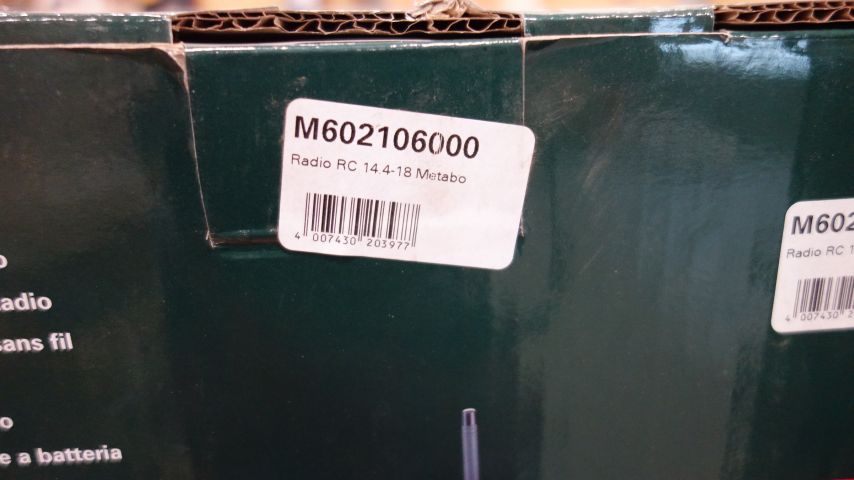 M602106000
Radio RC 14.4-18 Metabo
4 007430 203977
M602
Radio RC 1
4 007430 2
o
adio
sans fil
o
e a batteria